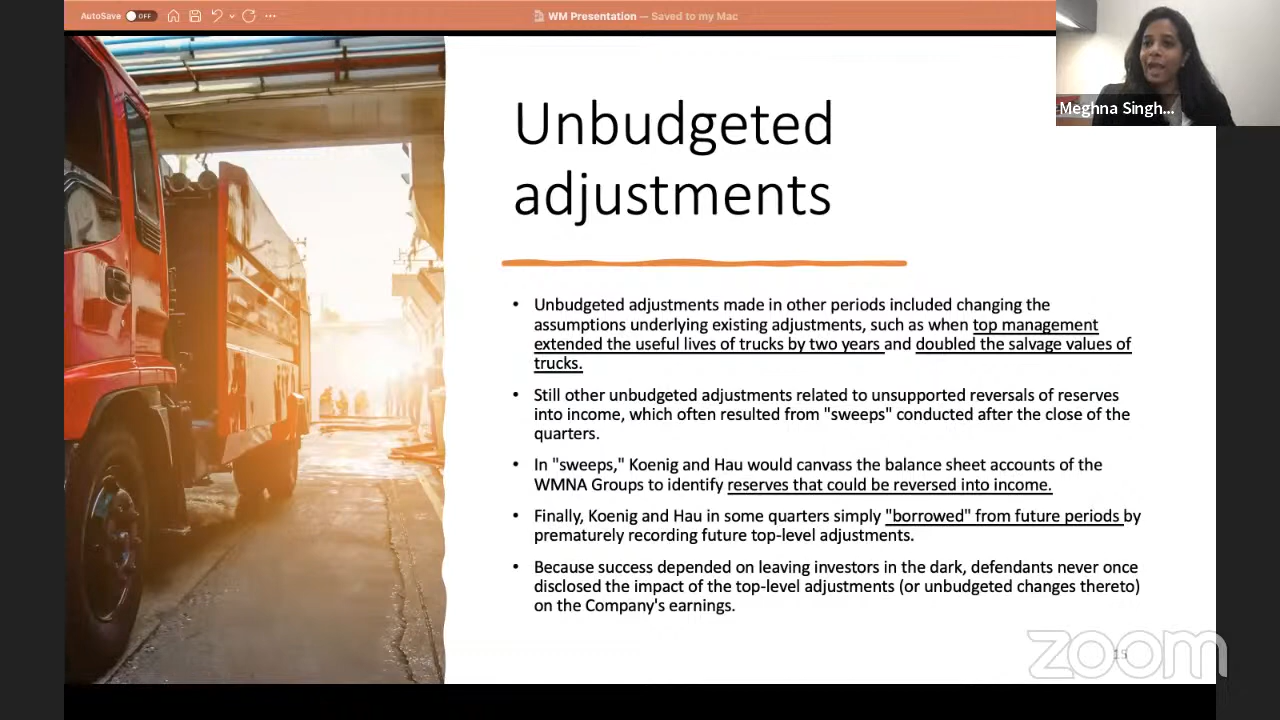 AutoSave OFF
WM Presentation — Saved to my Mac
Meghna Singh...
Unbudgeted
adjustments
• Unbudgeted adjustments made in other periods included changing the
assumptions underlying existing adjustments, such as when top management
extended the useful lives of trucks by two years and doubled the salvage values of
trucks.
• Still other unbudgeted adjustments related to unsupported reversals of reserves
into income, which often resulted from "sweeps" conducted after the close of the
quarters.
• In "sweeps," Koenig and Hau would canvass the balance sheet accounts of the
WMNA Groups to identify reserves that could be reversed into income.
• Finally, Koenig and Hau in some quarters simply "borrowed" from future periods by
prematurely recording future top-level adjustments.
• Because success depended on leaving investors in the dark, defendants never once
disclosed the impact of the top-level adjustments (or unbudgeted changes thereto)
on the Company's earnings.
zoom
15